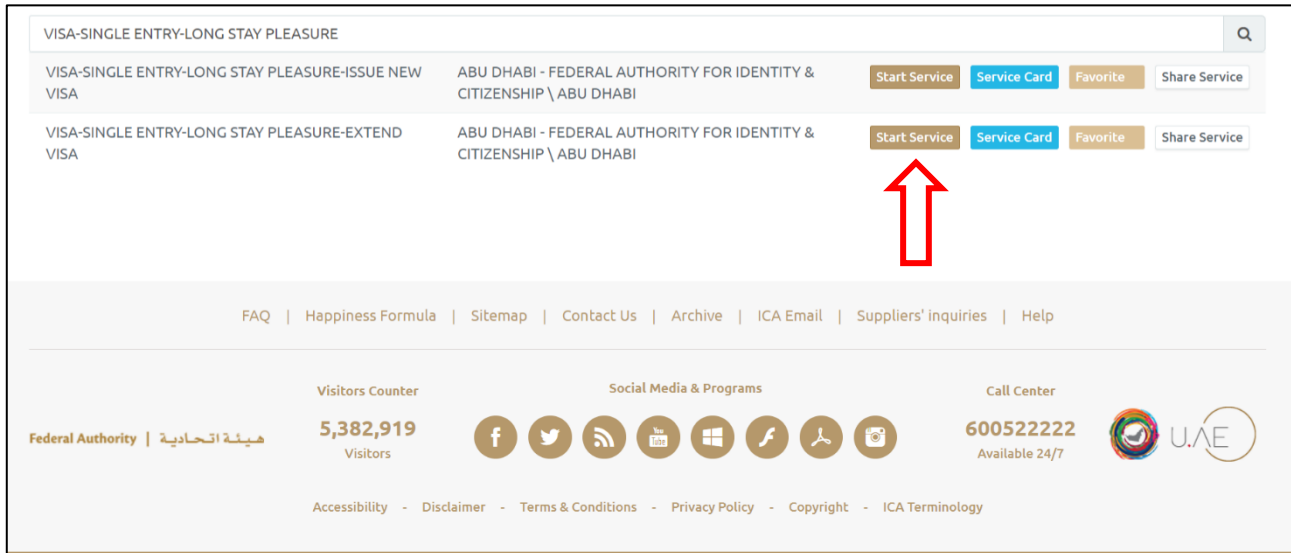 VISA-SINGLE ENTRY-LONG STAY PLEASURE
VISA-SINGLE ENTRY-LONG STAY PLEASURE-ISSUE NEW VISA
ABU DHABI - FEDERAL AUTHORITY FOR IDENTITY & CITIZENSHIP \ ABU DHABI
Start Service Service Card Favorite Share Service
VISA-SINGLE ENTRY-LONG STAY PLEASURE-EXTEND VISA
ABU DHABI - FEDERAL AUTHORITY FOR IDENTITY & CITIZENSHIP \ ABU DHABI
Start Service Service Card Favorite Share Service
FAQ | Happiness Formula | Sitemap | Contact Us | Archive | ICA Email | Suppliers' inquiries | Help
Federal Authority | هيئة اتحادية
Visitors Counter
5,382,919
Visitors
Social Media & Programs
You Tube
Call Center
600522222
Available 24/7
U.AE
Accessibility - Disclaimer - Terms & Conditions - Privacy Policy - Copyright - ICA Terminology